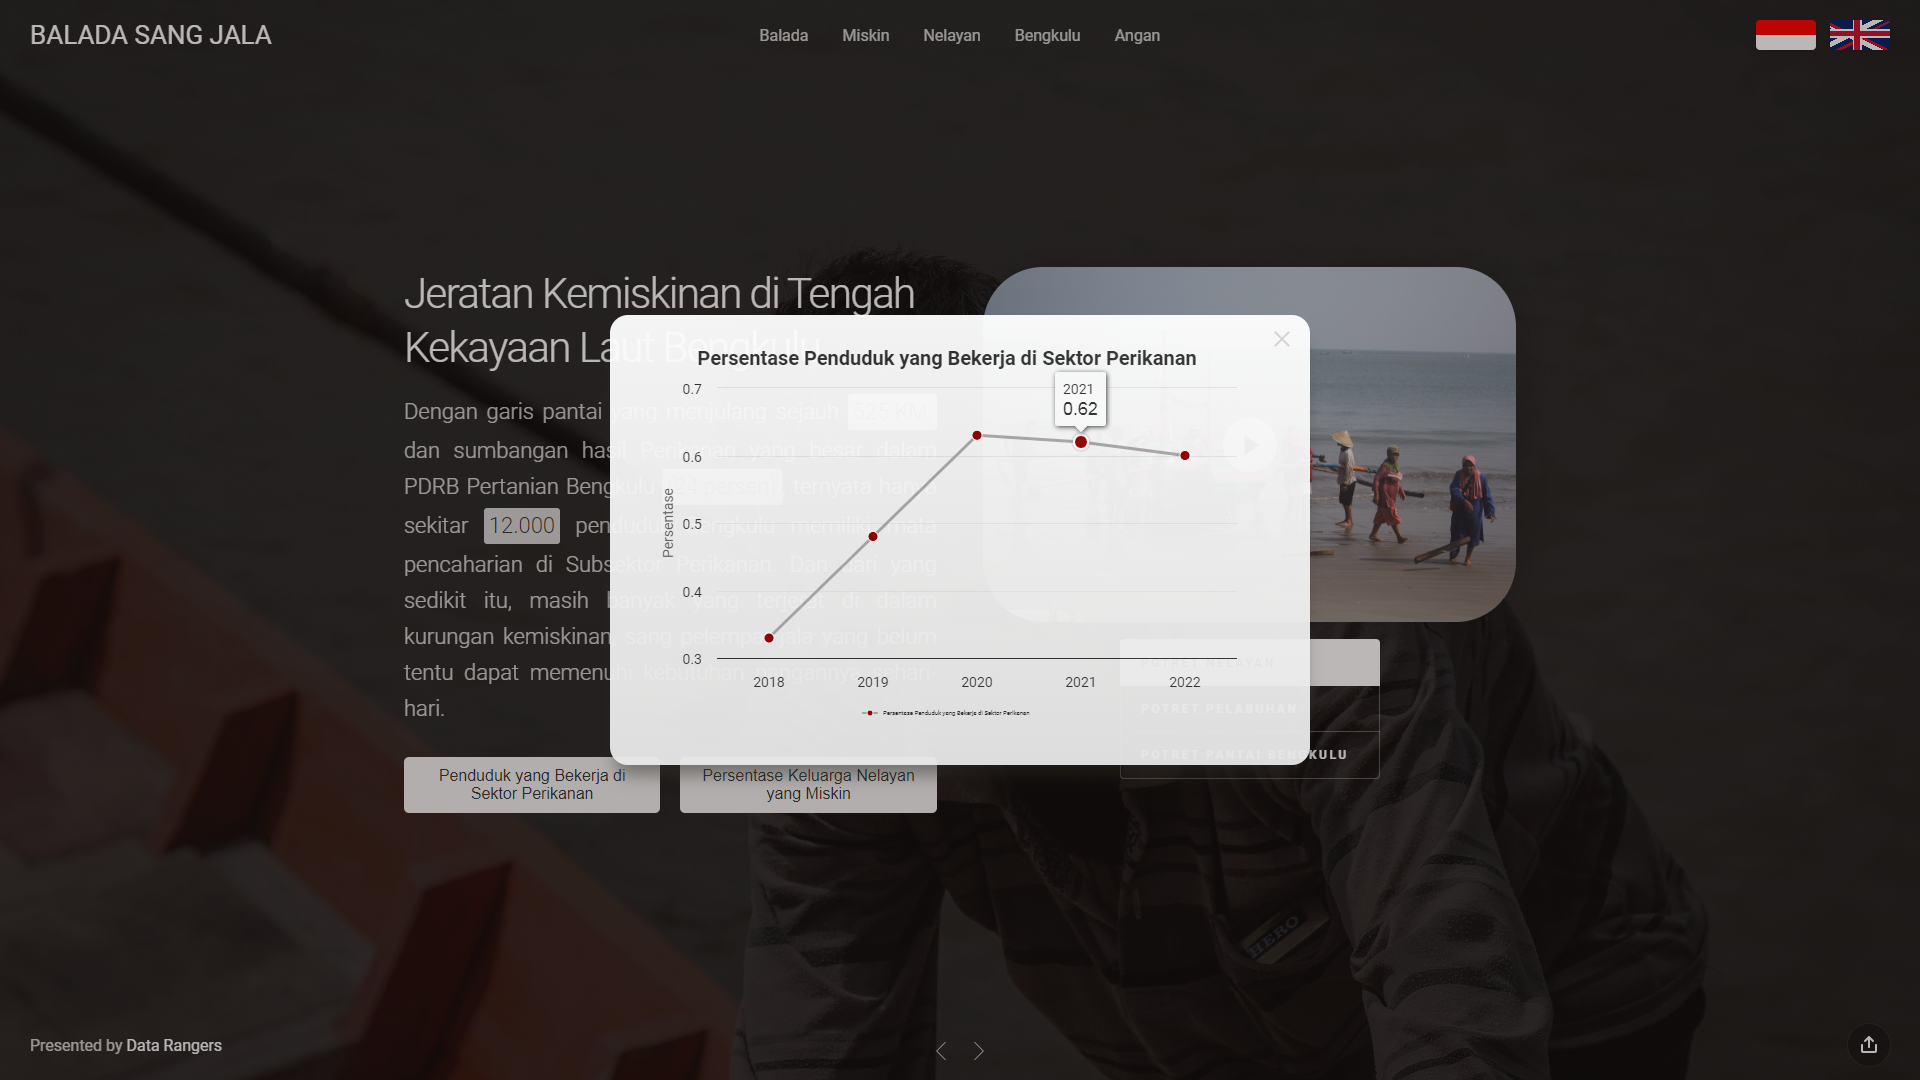 BALADA SANG JALA
Balada Miskin Nelayan Bengkulu Angan
Jeratan Kemiskinan di Tengah
Kekayaan Laut Bengkulu
Dengan garis pantai yang menjulang sejauh 525 KM,
dan sumbangan hasil Perikanan yang besar dalam
PDRB Pertanian Bengkulu persen, ternyata hanya
sekitar 12.000 penduduk Bengkulu memiliki mata
pencaharian di Subsektor Perikanan. Dan dari yang
sedikit itu, masih banyak yang terjerat di dalam
kurungan kemiskinan, sang pelempar jala yang belum
tentu dapat memenuhi kebutuhan pangannya sehari-
hari.
Penduduk yang Bekerja di
Sektor Perikanan
Persentase Keluarga Nelayan
yang Miskin
Persentase Penduduk yang Bekerja di Sektor Perikanan
2021
0.62
Persentase
0.7
0.6
0.5
0.4
0.3
2018 2019 2020 2021 2022
Persentase Penduduk yang Bekerja di Sektor Perikanan
POTRET NELAYAN
POTRET PELABUHAN
POTRET PANTAI BENGKULU
HERO
Presented by Data Rangers